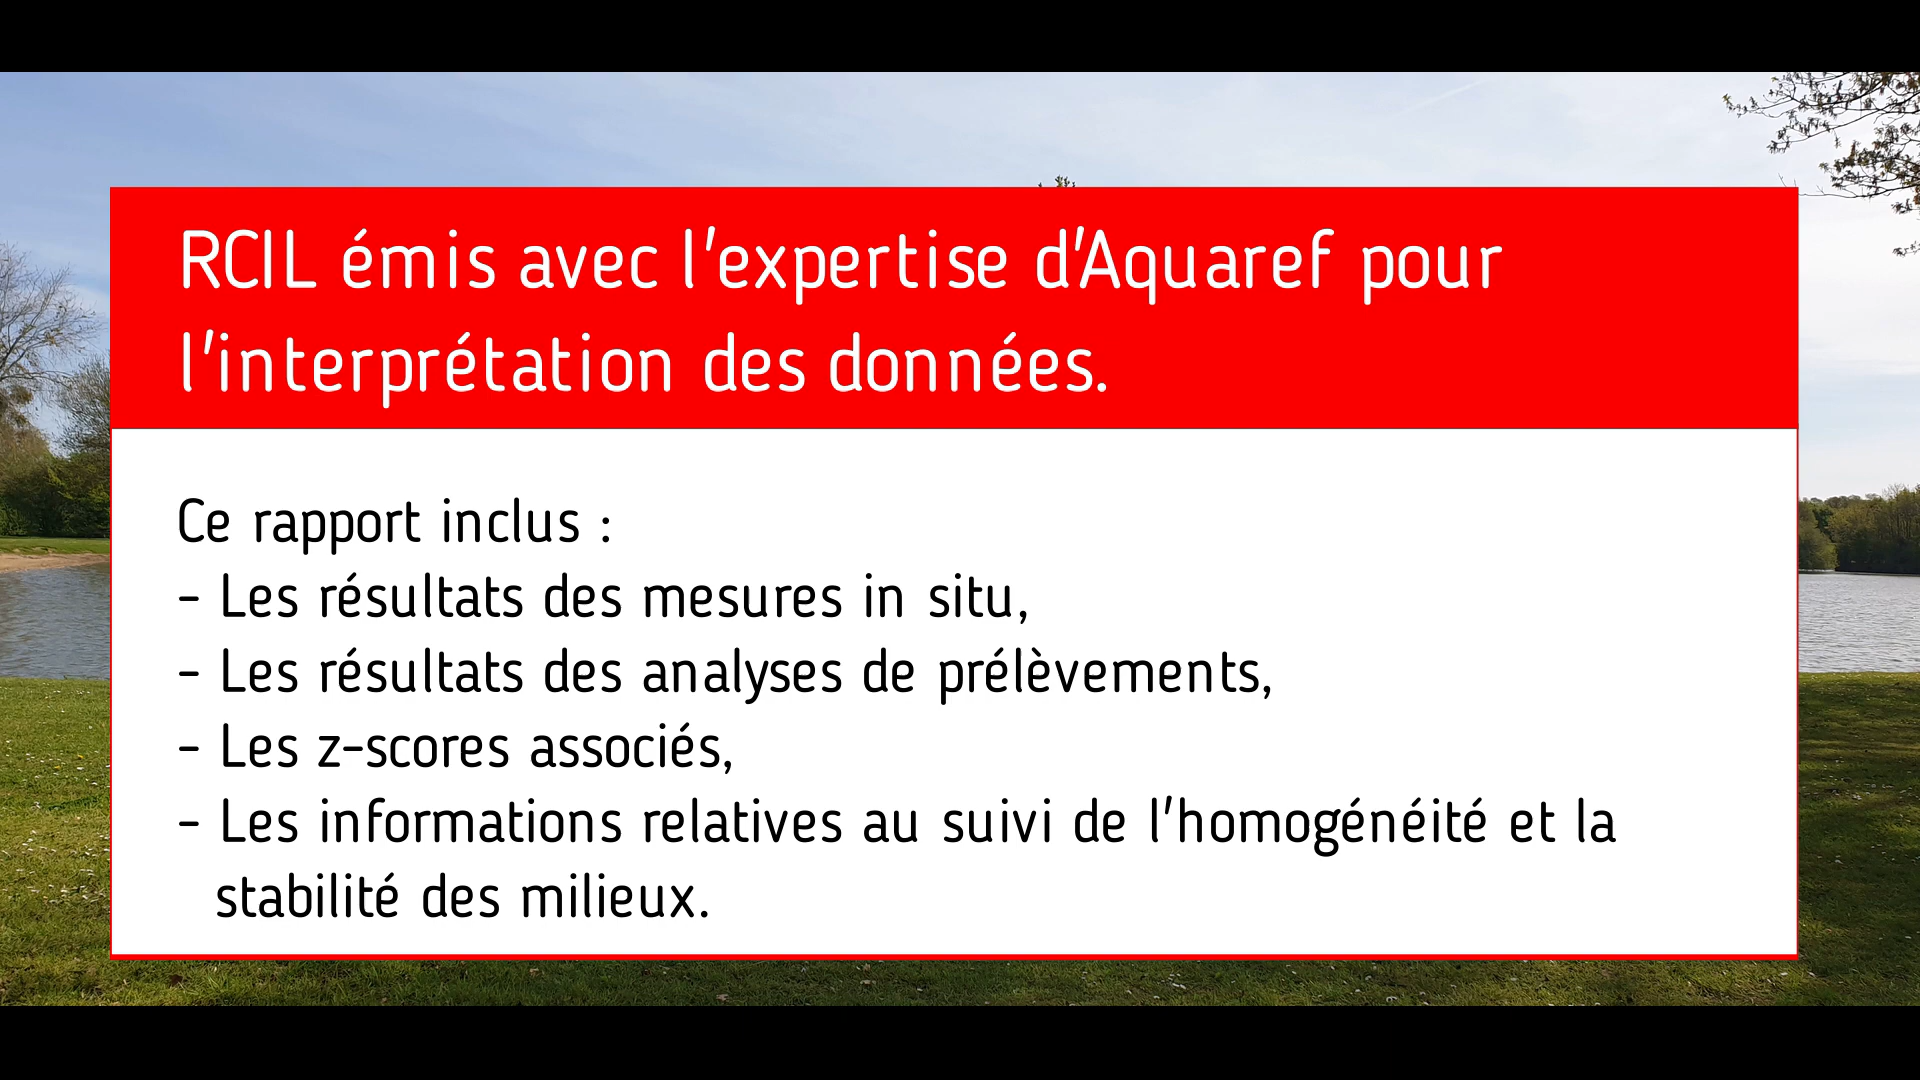 RCIL émis avec l'expertise d'Aquaref pour
l'interprétation des données.
Ce rapport inclus :
- Les résultats des mesures in situ,
- Les résultats des analyses de prélèvements,
- Les z-scores associés,
- Les informations relatives au suivi de l'homogénéité et la
stabilité des milieux.